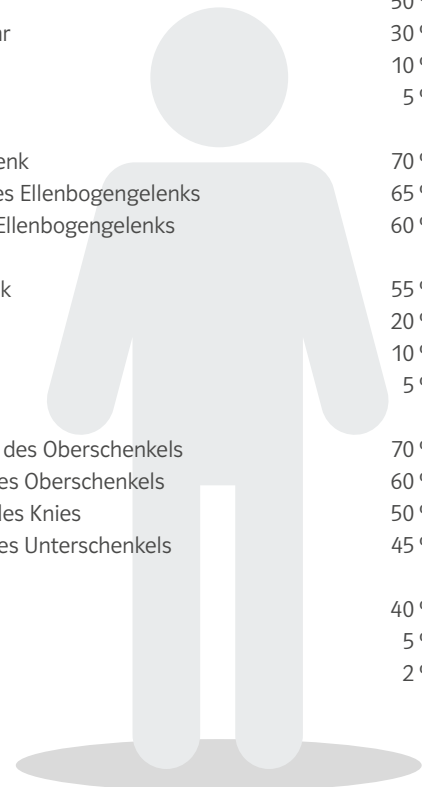 50 %
ar 30 %
10 %
5 %
enk 70 %
es Ellenbogengelenks 65 %
Ellenbogengelenks 60 %
k 55 %
20 %
10 %
5 %
des Oberschenkels 70 %
es Oberschenkels 60 %
des Knies 50 %
es Unterschenkels 45 %
40 %
5 %
2 %